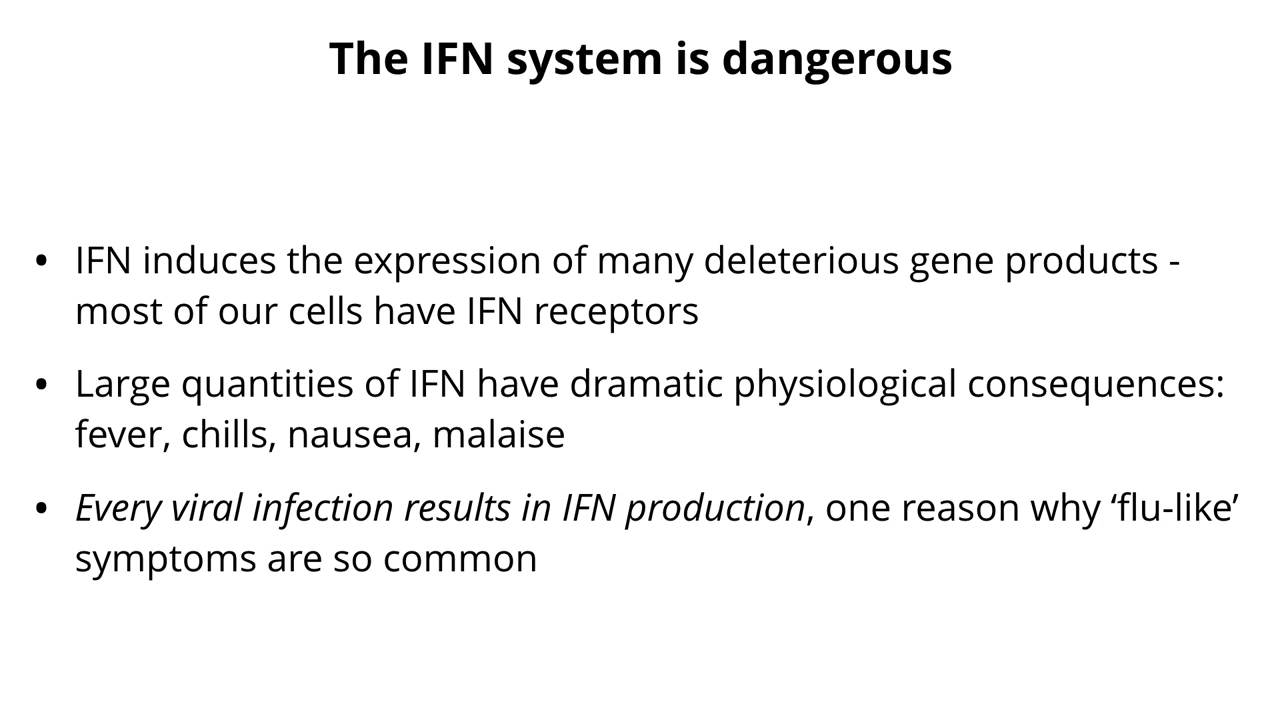 The IFN system is dangerous
• IFN induces the expression of many deleterious gene products -
most of our cells have IFN receptors
• Large quantities of IFN have dramatic physiological consequences:
fever, chills, nausea, malaise
• Every viral infection results in IFN production, one reason why ‘flu-like’
symptoms are so common